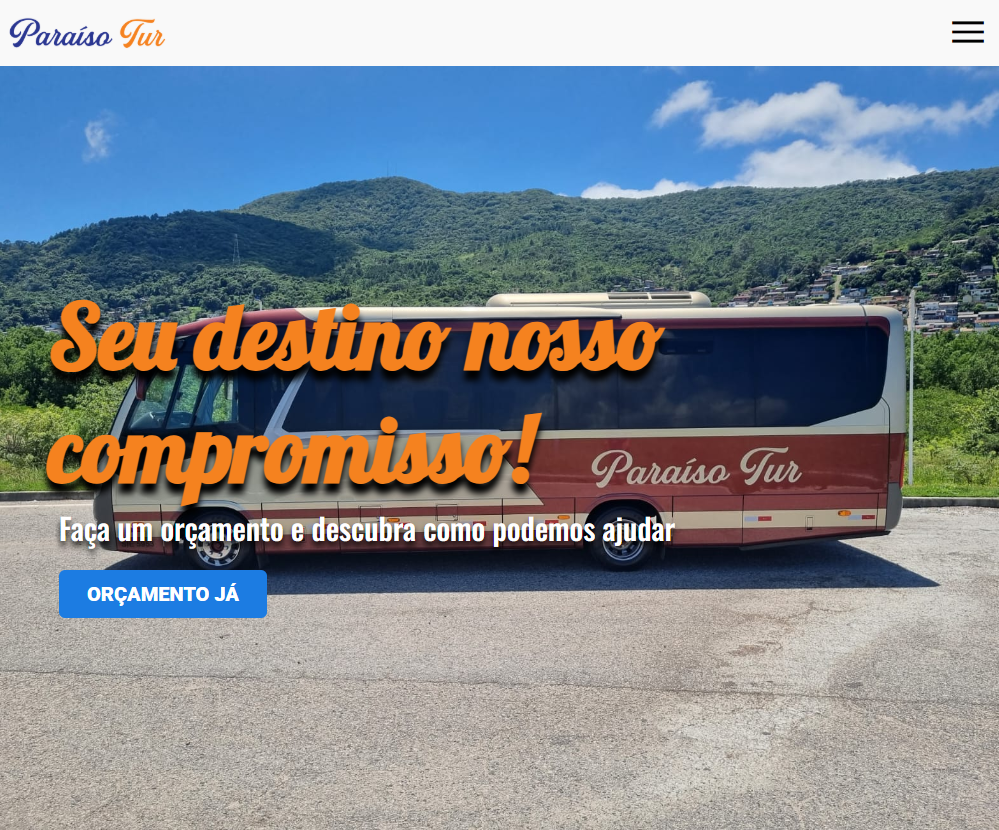 Paraíso Tur
Seu destino nosso
compromisso!
Paraíso Tur
Faça um orçamento e descubra como podemos ajudar
ORÇAMENTO JÁ